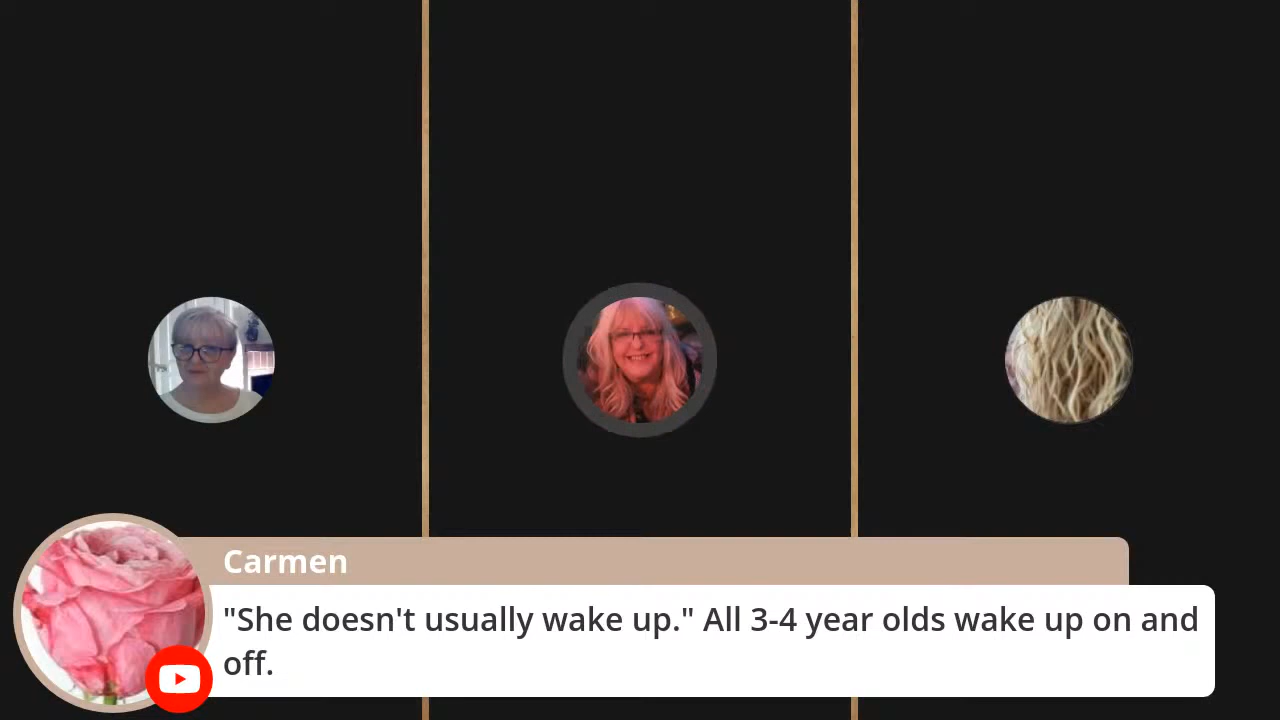 Carmen
"She doesn't usually wake up." All 3-4 year olds wake up on and
off.